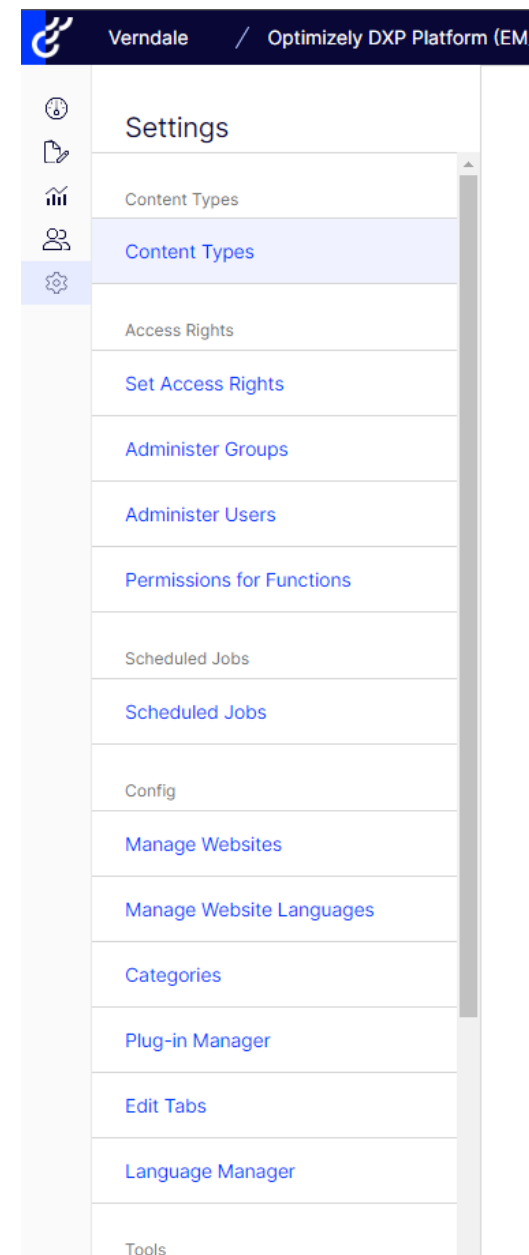 Verndale / Optimizely DXP Platform (EM
Settings
Content Types
Content Types
Access Rights
Set Access Rights
Administer Groups
Administer Users
Permissions for Functions
Scheduled Jobs
Scheduled Jobs
Config
Manage Websites
Manage Website Languages
Categories
Plug-in Manager
Edit Tabs
Language Manager
Tools